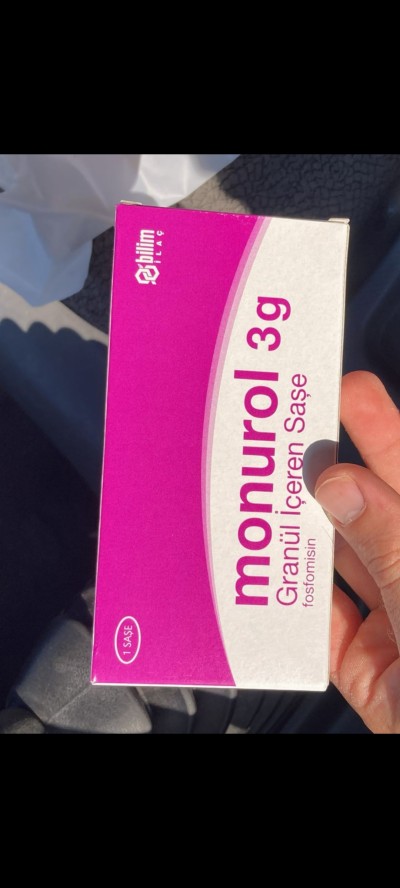 bilim
İLAÇ
monurol 3g
Granül İçeren Saşe
fosfomisin
1 SAŞE